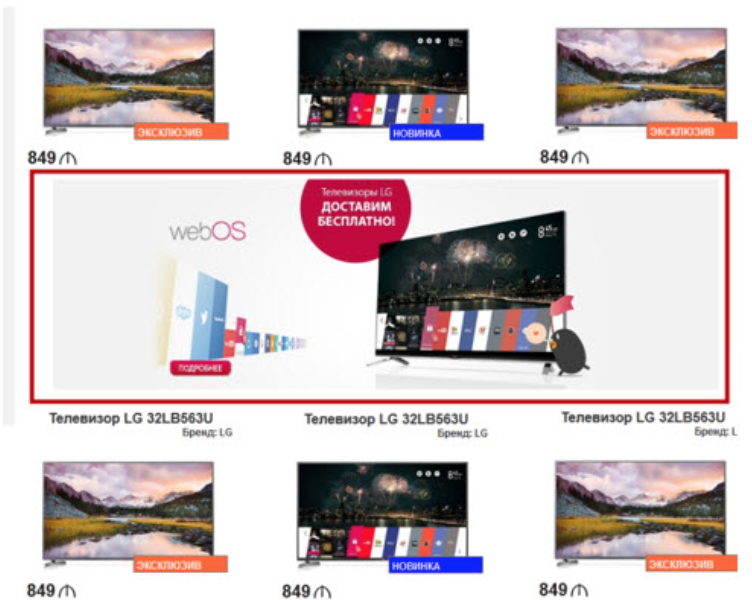 ЭКСКЛЮЗИВ
НОВИНКА
ЭКСКЛЮЗИВ
849 ₼
849 ₼
849 ₼
Телевизоры LG
ДОСТАВИМ
БЕСПЛАТНО!
webOS
ПОДРОБНЕЕ
Телевизор LG 32LB563U
Телевизор LG 32LB563U
Телевизор LG 32LB563U
Бренд: LG
Бренд: LG
Бренд: L
ЭКСКЛЮЗИВ
НОВИНКА
ЭКСКЛЮЗИВ
849 ₼
849 ₼
849 ₼